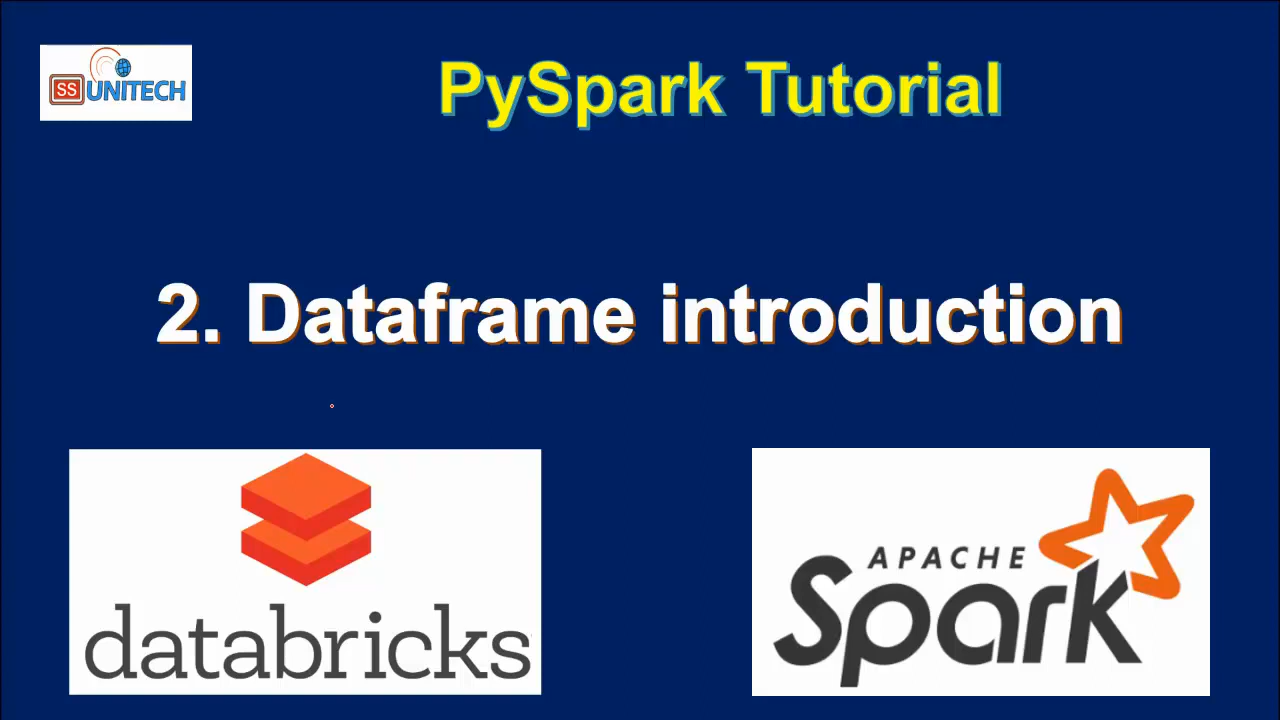 SS UNITECH
PySpark Tutorial
2. Dataframe introduction
databricks
APACHE
Spark